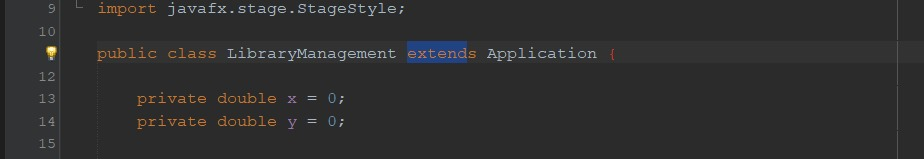 9 import javafx.stage.StageStyle;
10
public class LibraryManagement extends Application {
12
13 private double x = 0;
14 private double y = 0;
15